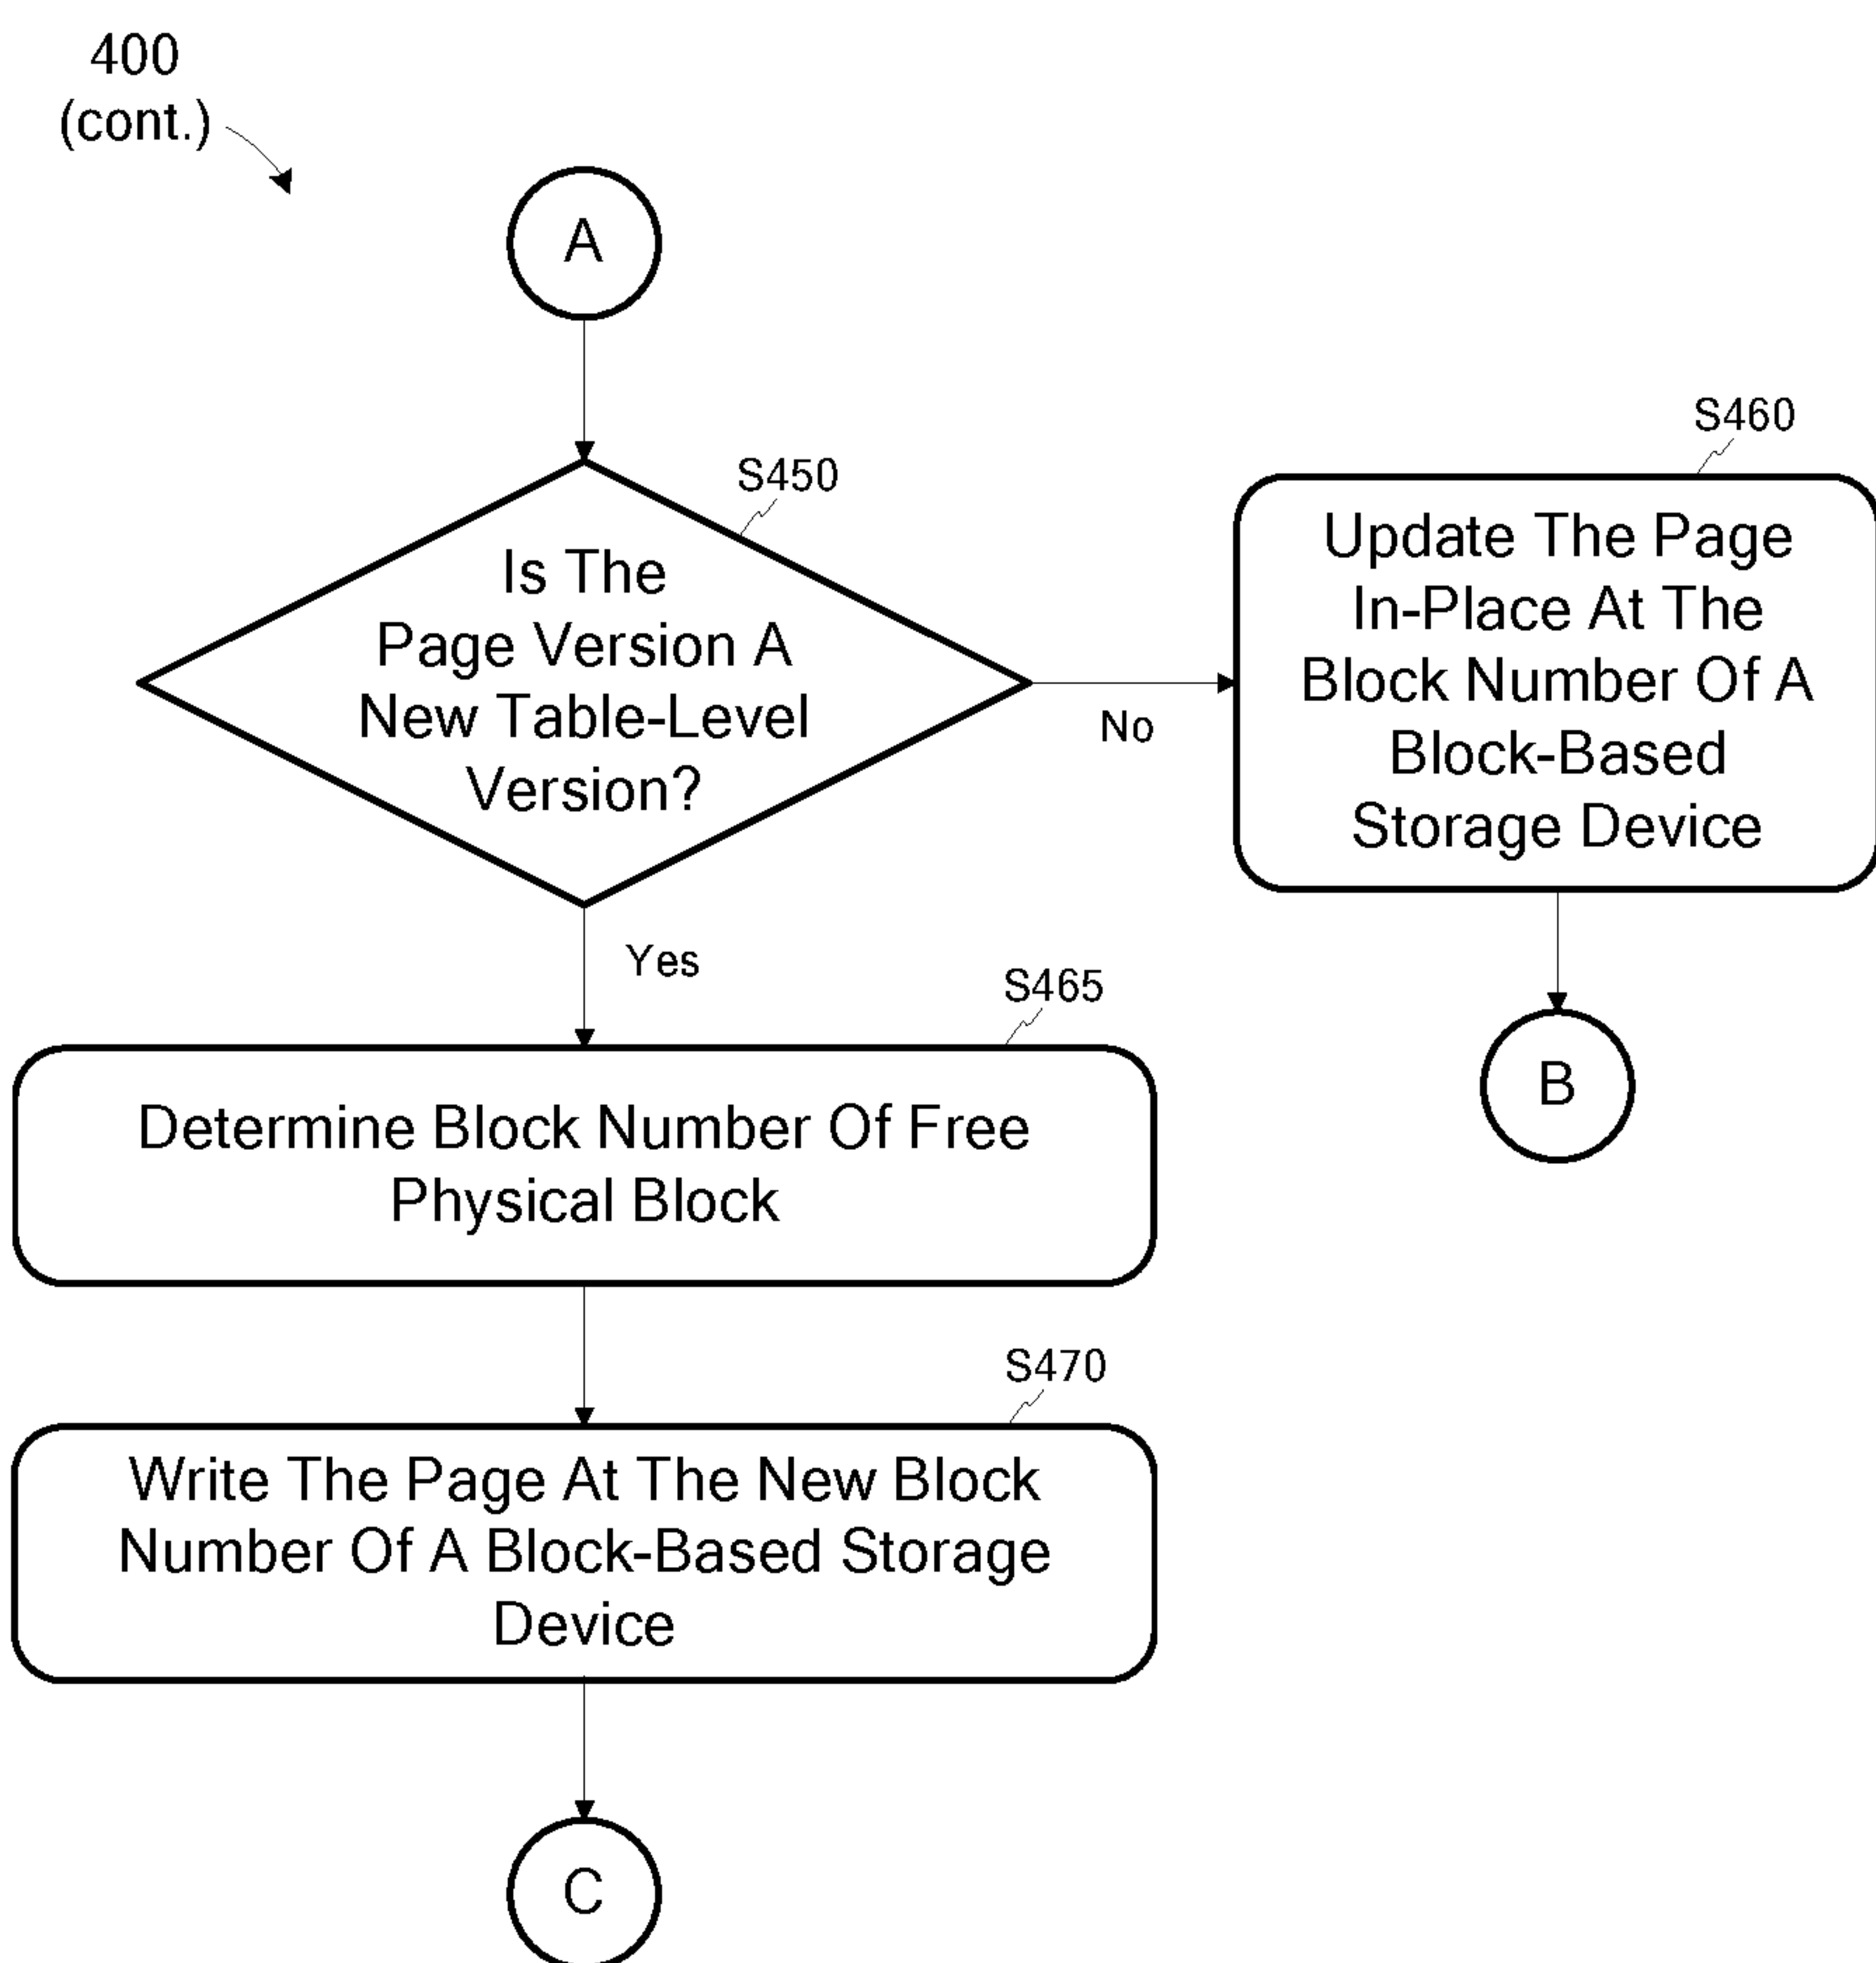 400
(cont.)
A
S450
Is The
Page Version A
New Table-Level
Version?
No
S460
Update The Page
In-Place At The
Block Number Of A
Block-Based
Storage Device
B
Yes
S465
Determine Block Number Of Free
Physical Block
S470
Write The Page At The New Block
Number Of A Block-Based Storage
Device
C